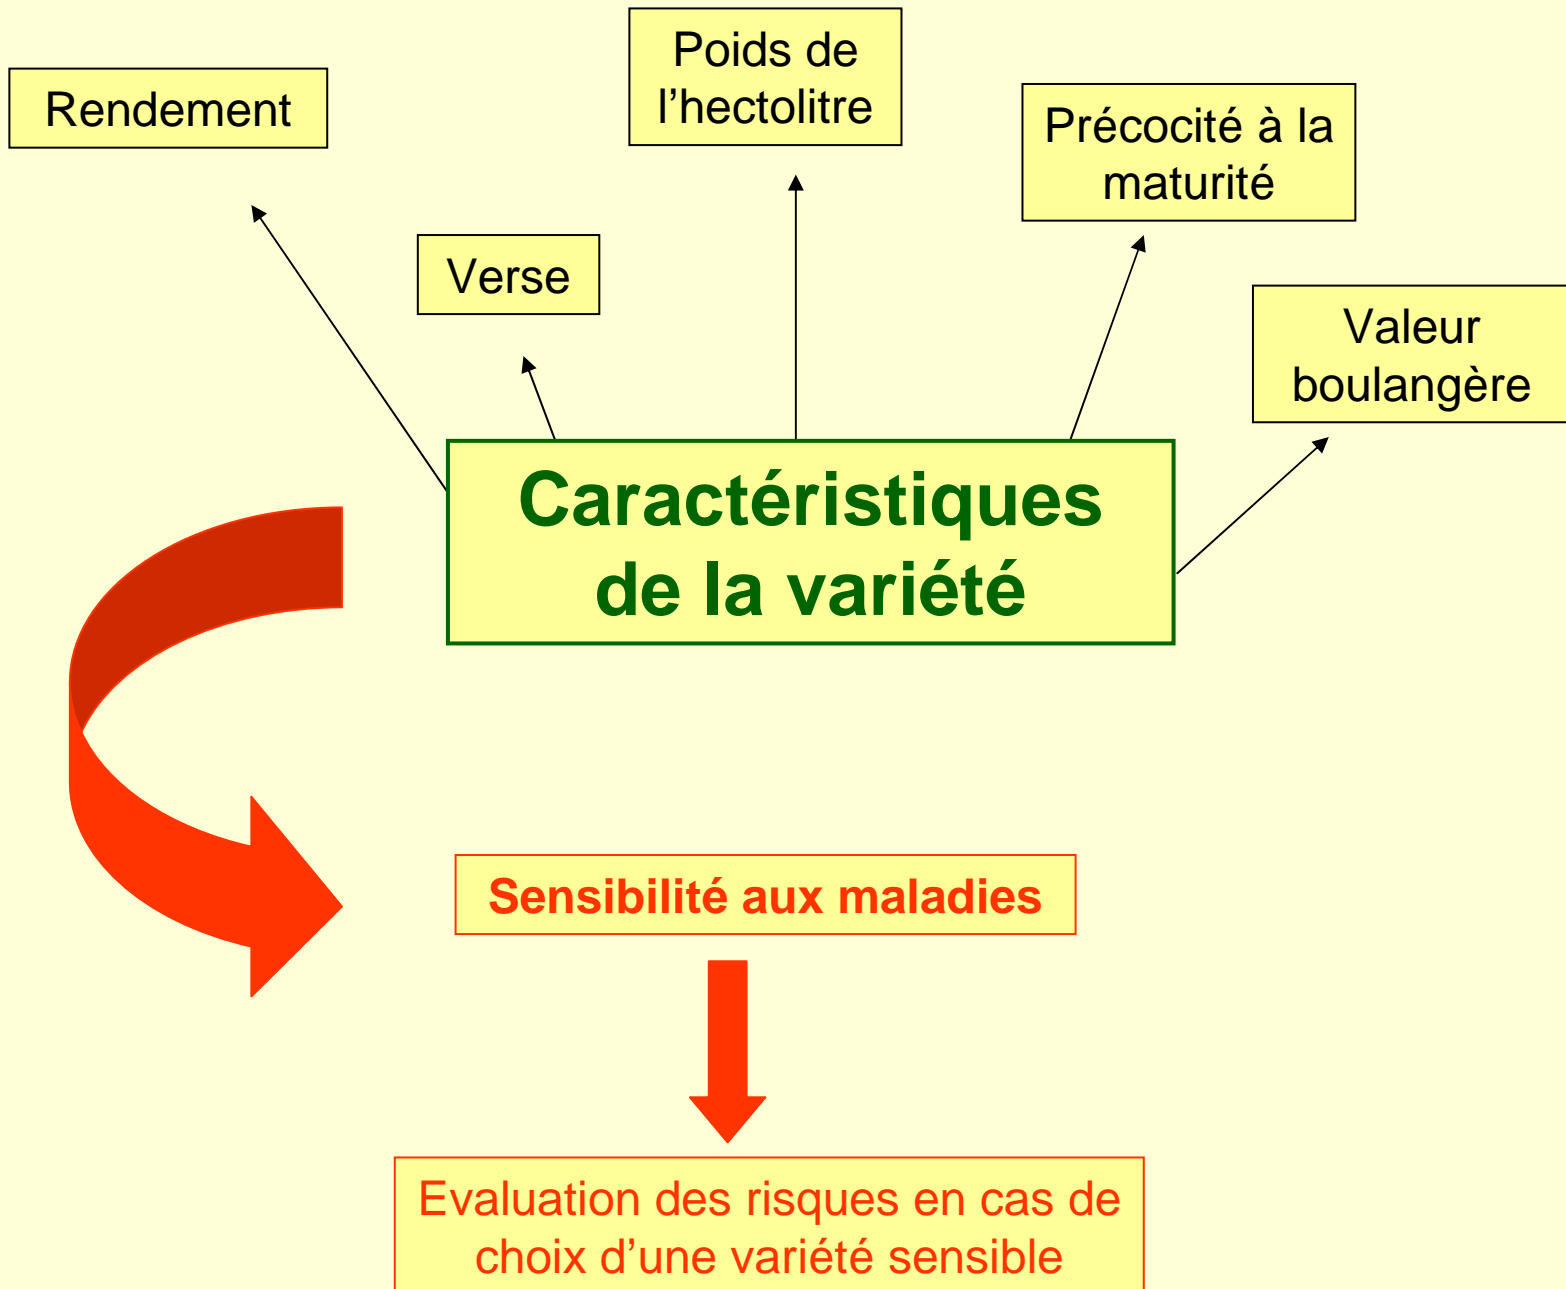 Rendement
Poids de
l’hectolitre
Précocité à la
maturité
Verse
Valeur
boulangère
Caractéristiques
de la variété
Sensibilité aux maladies
Evaluation des risques en cas de
choix d’une variété sensible